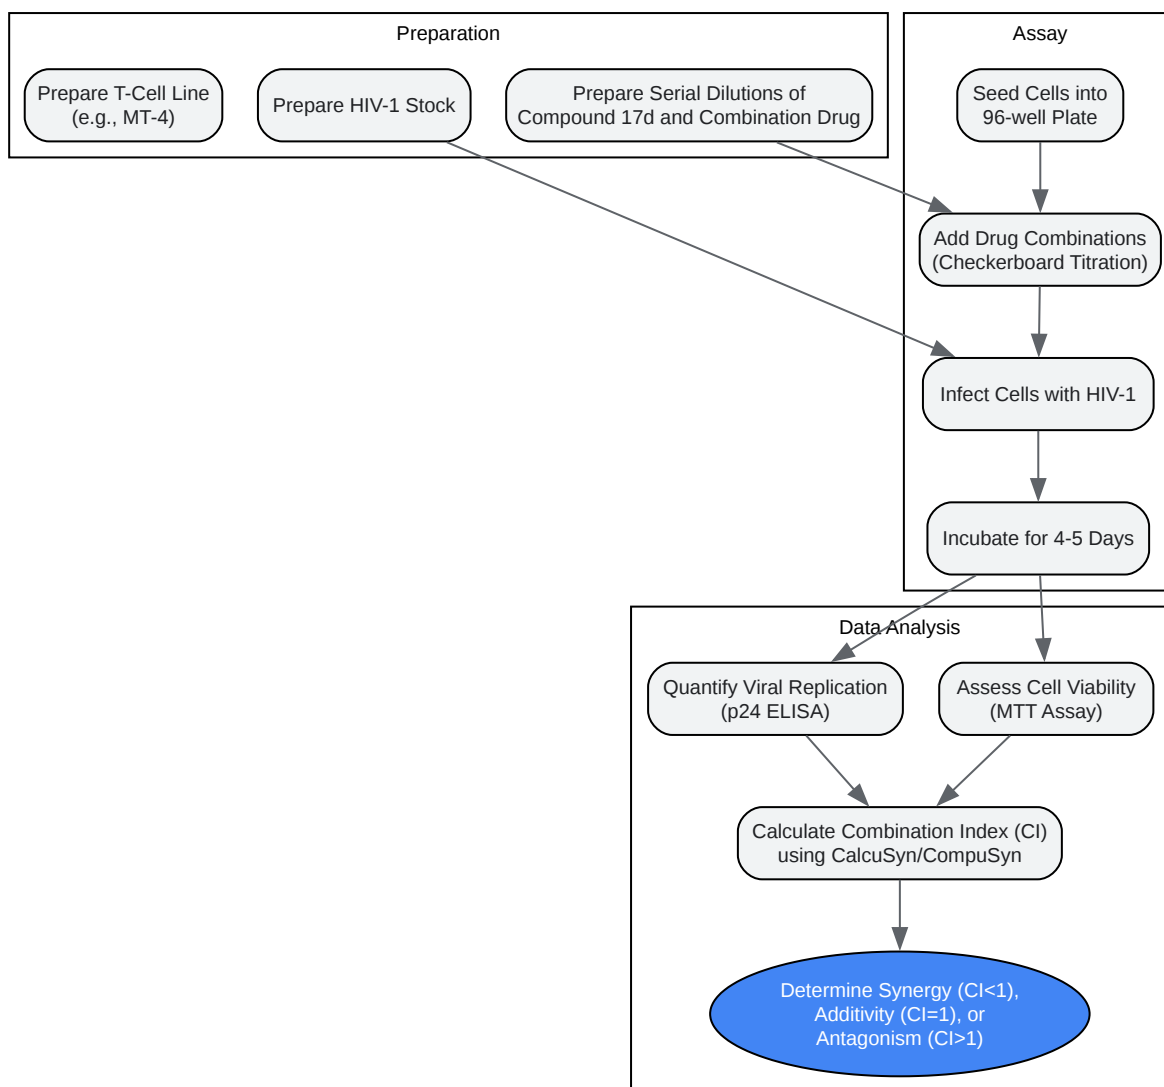 Preparation
Prepare T-Cell Line
(e.g., MT-4)
Prepare HIV-1 Stock
Prepare Serial Dilutions of
Compound 17d and Combination Drug
Assay
Seed Cells into
96-well Plate
Add Drug Combinations
(Checkerboard Titration)
Infect Cells with HIV-1
Incubate for 4-5 Days
Data Analysis
Quantify Viral Replication
(p24 ELISA)
Assess Cell Viability
(MTT Assay)
Calculate Combination Index (CI)
using CalcuSyn/CompuSyn
Determine Synergy (CI<1),
Additivity (CI=1), or
Antagonism (CI>1)